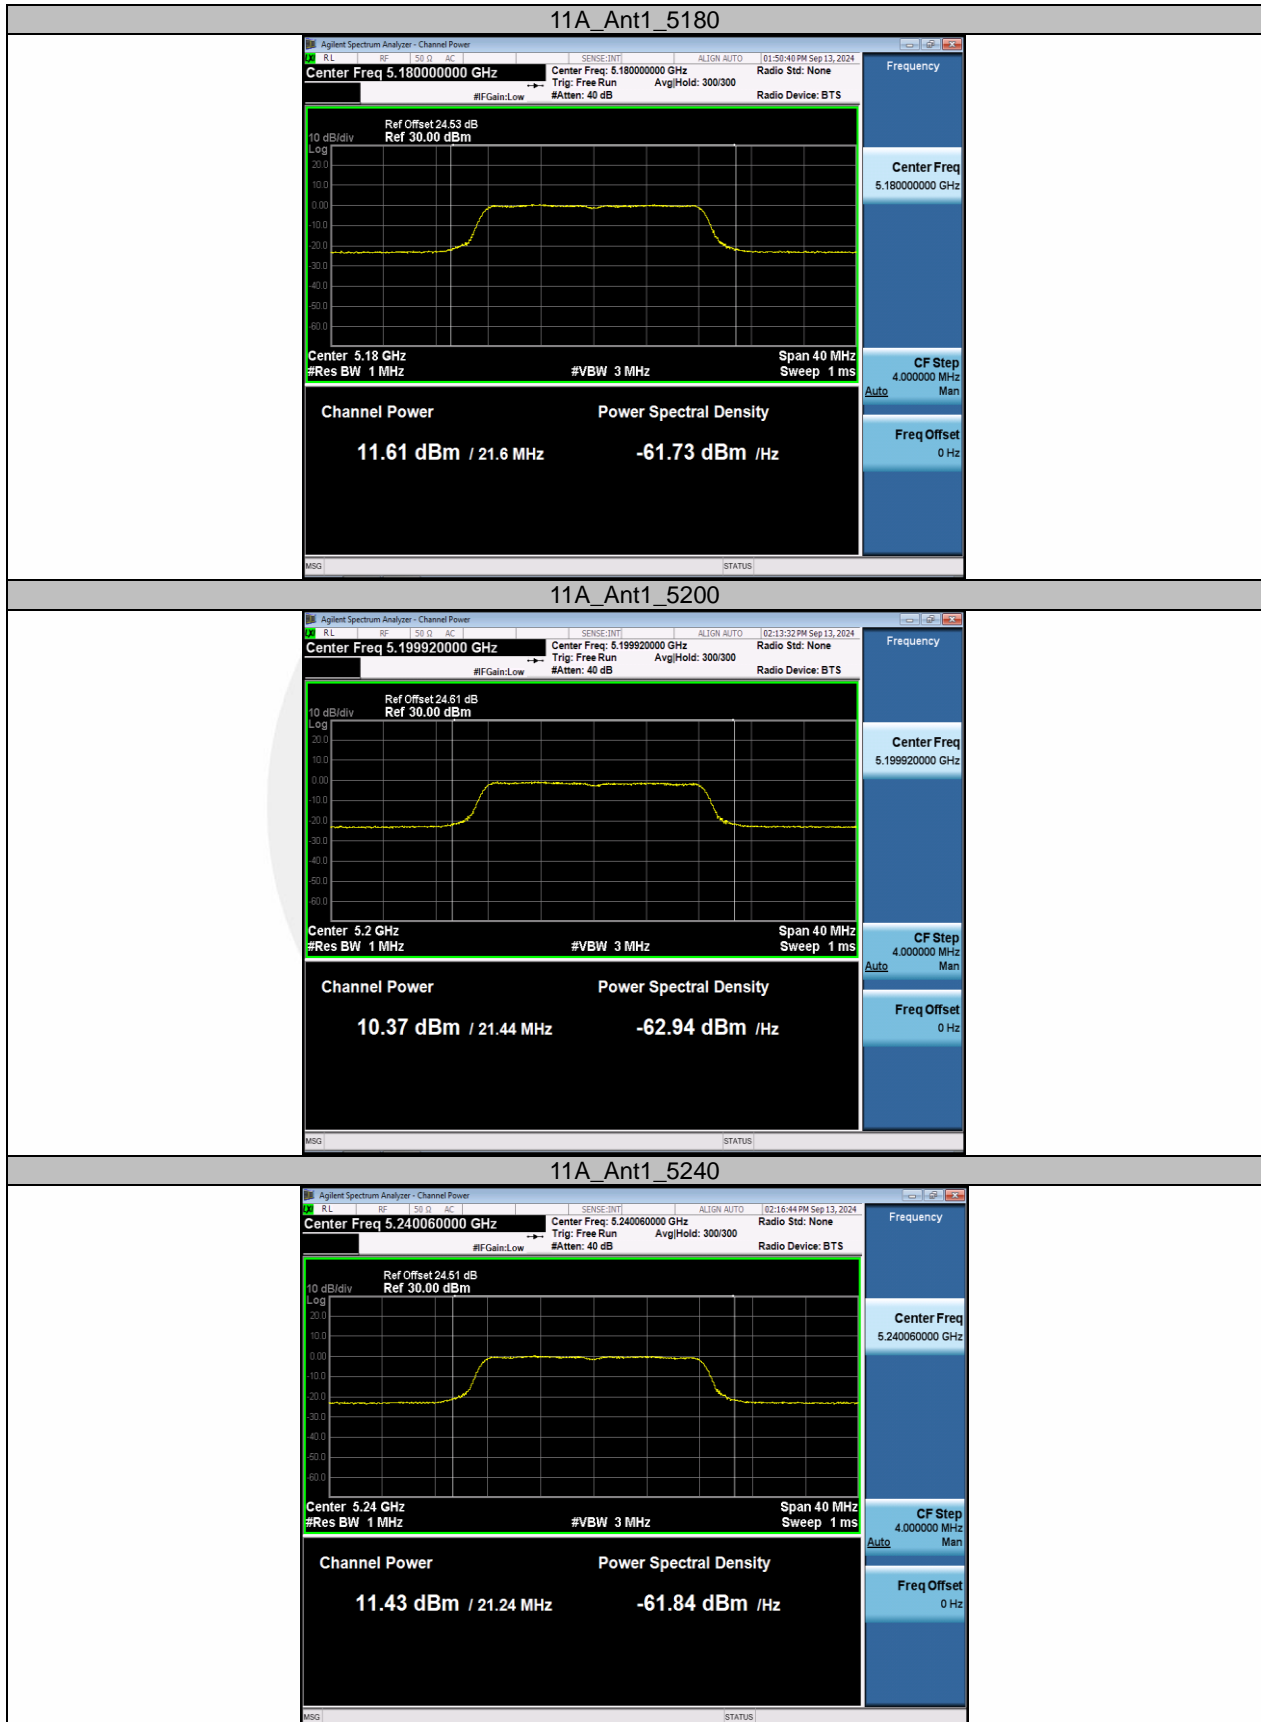 11A_Ant1_5180
Agilent Spectrum Analyzer - Channel Power
RL RF 50 Ω AC SENSE:INT ALIGN AUTO 01:50:40 PM Sep 13, 2024
Center Freq 5.180000000 GHz Center Freq: 5.180000000 GHz Radio Std: None Frequency
Trig: Free Run Avg|Hold: 300/300
#IFGain:Low #Atten: 40 dB Radio Device: BTS
Ref Offset 24.53 dB
10 dB/div Ref 30.00 dBm
Log
20.0
10.0
0.00
-10.0
-20.0
-30.0
-40.0
-50.0
-60.0
Center Freq
5.180000000 GHz
Center 5.18 GHz Span 40 MHz
#Res BW 1 MHz #VBW 3 MHz Sweep 1 ms
CF Step
4.000000 MHz
Auto Man
Channel Power Power Spectral Density
11.61 dBm / 21.6 MHz -61.73 dBm /Hz
Freq Offset
0 Hz
MSG STATUS
11A_Ant1_5200
Agilent Spectrum Analyzer - Channel Power
RL RF 50 Ω AC SENSE:INT ALIGN AUTO 02:13:32 PM Sep 13, 2024
Center Freq 5.199920000 GHz Center Freq: 5.199920000 GHz Radio Std: None Frequency
Trig: Free Run Avg|Hold: 300/300
#IFGain:Low #Atten: 40 dB Radio Device: BTS
Ref Offset 24.61 dB
10 dB/div Ref 30.00 dBm
Log
20.0
10.0
0.00
-10.0
-20.0
-30.0
-40.0
-50.0
-60.0
Center Freq
5.199920000 GHz
Center 5.2 GHz Span 40 MHz
#Res BW 1 MHz #VBW 3 MHz Sweep 1 ms
CF Step
4.000000 MHz
Auto Man
Channel Power Power Spectral Density
10.37 dBm / 21.44 MHz -62.94 dBm /Hz
Freq Offset
0 Hz
MSG STATUS
11A_Ant1_5240
Agilent Spectrum Analyzer - Channel Power
RL RF 50 Ω AC SENSE:INT ALIGN AUTO 02:16:44 PM Sep 13, 2024
Center Freq 5.240060000 GHz Center Freq: 5.240060000 GHz Radio Std: None Frequency
Trig: Free Run Avg|Hold: 300/300
#IFGain:Low #Atten: 40 dB Radio Device: BTS
Ref Offset 24.51 dB
10 dB/div Ref 30.00 dBm
Log
20.0
10.0
0.00
-10.0
-20.0
-30.0
-40.0
-50.0
-60.0
Center Freq
5.240060000 GHz
Center 5.24 GHz Span 40 MHz
#Res BW 1 MHz #VBW 3 MHz Sweep 1 ms
CF Step
4.000000 MHz
Auto Man
Channel Power Power Spectral Density
11.43 dBm / 21.24 MHz -61.84 dBm /Hz
Freq Offset
0 Hz
MSG STATUS